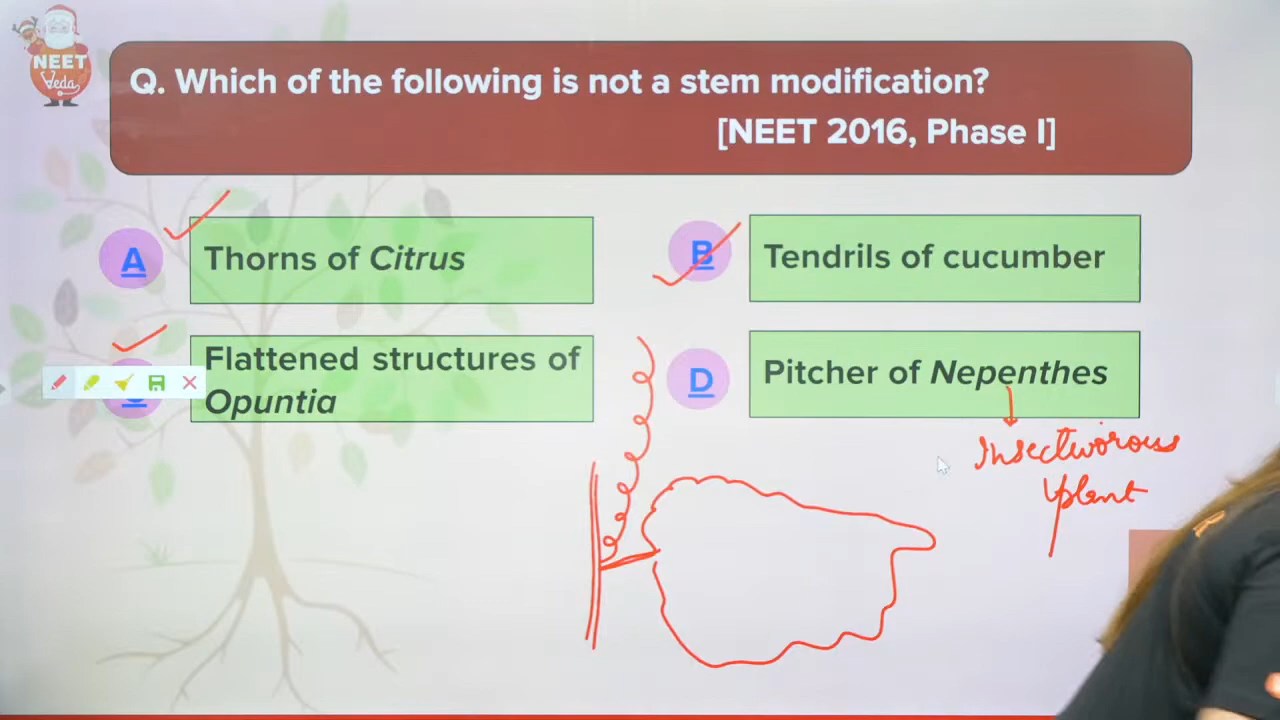 NEET
Veda
Q. Which of the following is not a stem modification?
[NEET 2016, Phase I]
A
Thorns of Citrus
B
Tendrils of cucumber
Flattened structures of
Opuntia
D
Pitcher of Nepenthes
Insectivorous
plant